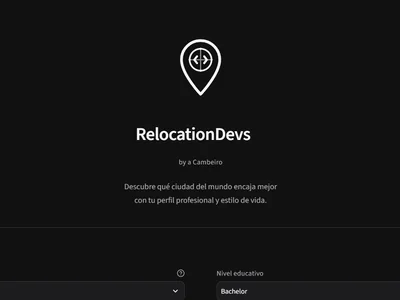 RelocationDevs
by a Cambeiro
Descubre qué ciudad del mundo encaja mejor
con tu perfil profesional y estilo de vida.
Nivel educativo
Bachelor